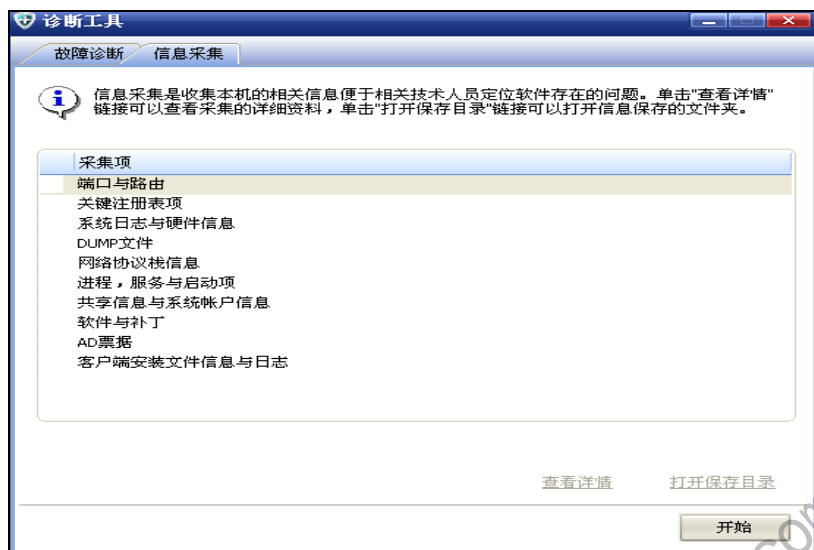 诊断工具
故障诊断 信息采集
信息采集是收集本机的相关信息便于相关技术人员定位软件存在的问题。单击"查看详情"
链接可以查看采集的详细资料，单击"打开保存目录"链接可以打开信息保存的文件夹。
采集项
端口与路由
关键注册表项
系统日志与硬件信息
DUMP文件
网络协议栈信息
进程，服务与启动项
共享信息与系统帐户信息
软件与补丁
AD票据
客户端安装文件信息与日志
查看详情 打开保存目录
开始